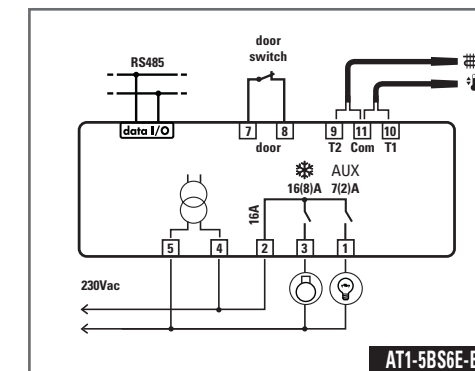 door
switch
RS485
data I/O
7 8
door
9 11 10
T2 Com T1
AUX
16(8)A 7(2)A
16A
5 4 2 3 1
230Vac
AT1-5BS6E-